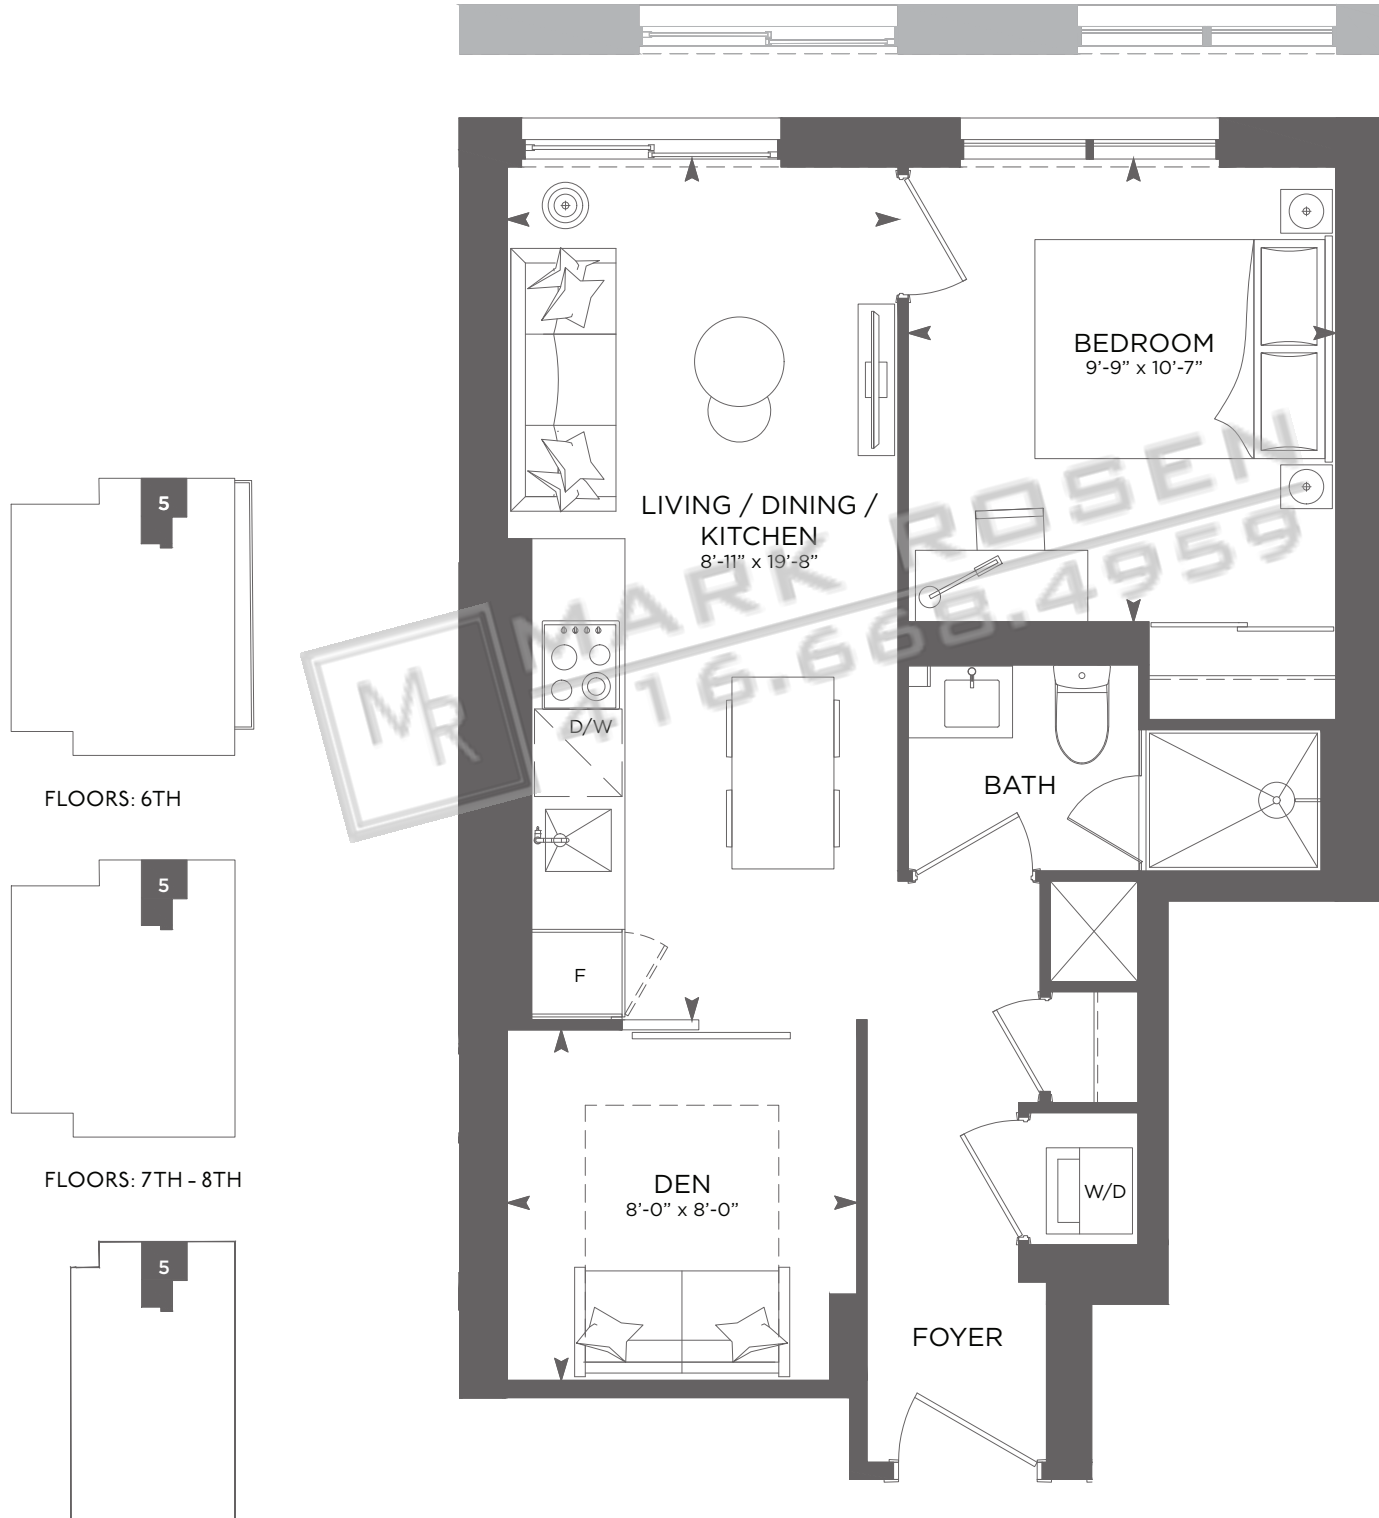 BEDROOM
9'-9" x 10'-7"
LIVING / DINING /
KITCHEN
8'-11" x 19'-8"
MARK ROSEN
416.668.4959
MR
D/W
BATH
F
DEN
8'-0" x 8'-0"
W/D
FOYER
5
FLOORS: 6TH
5
FLOORS: 7TH - 8TH
5